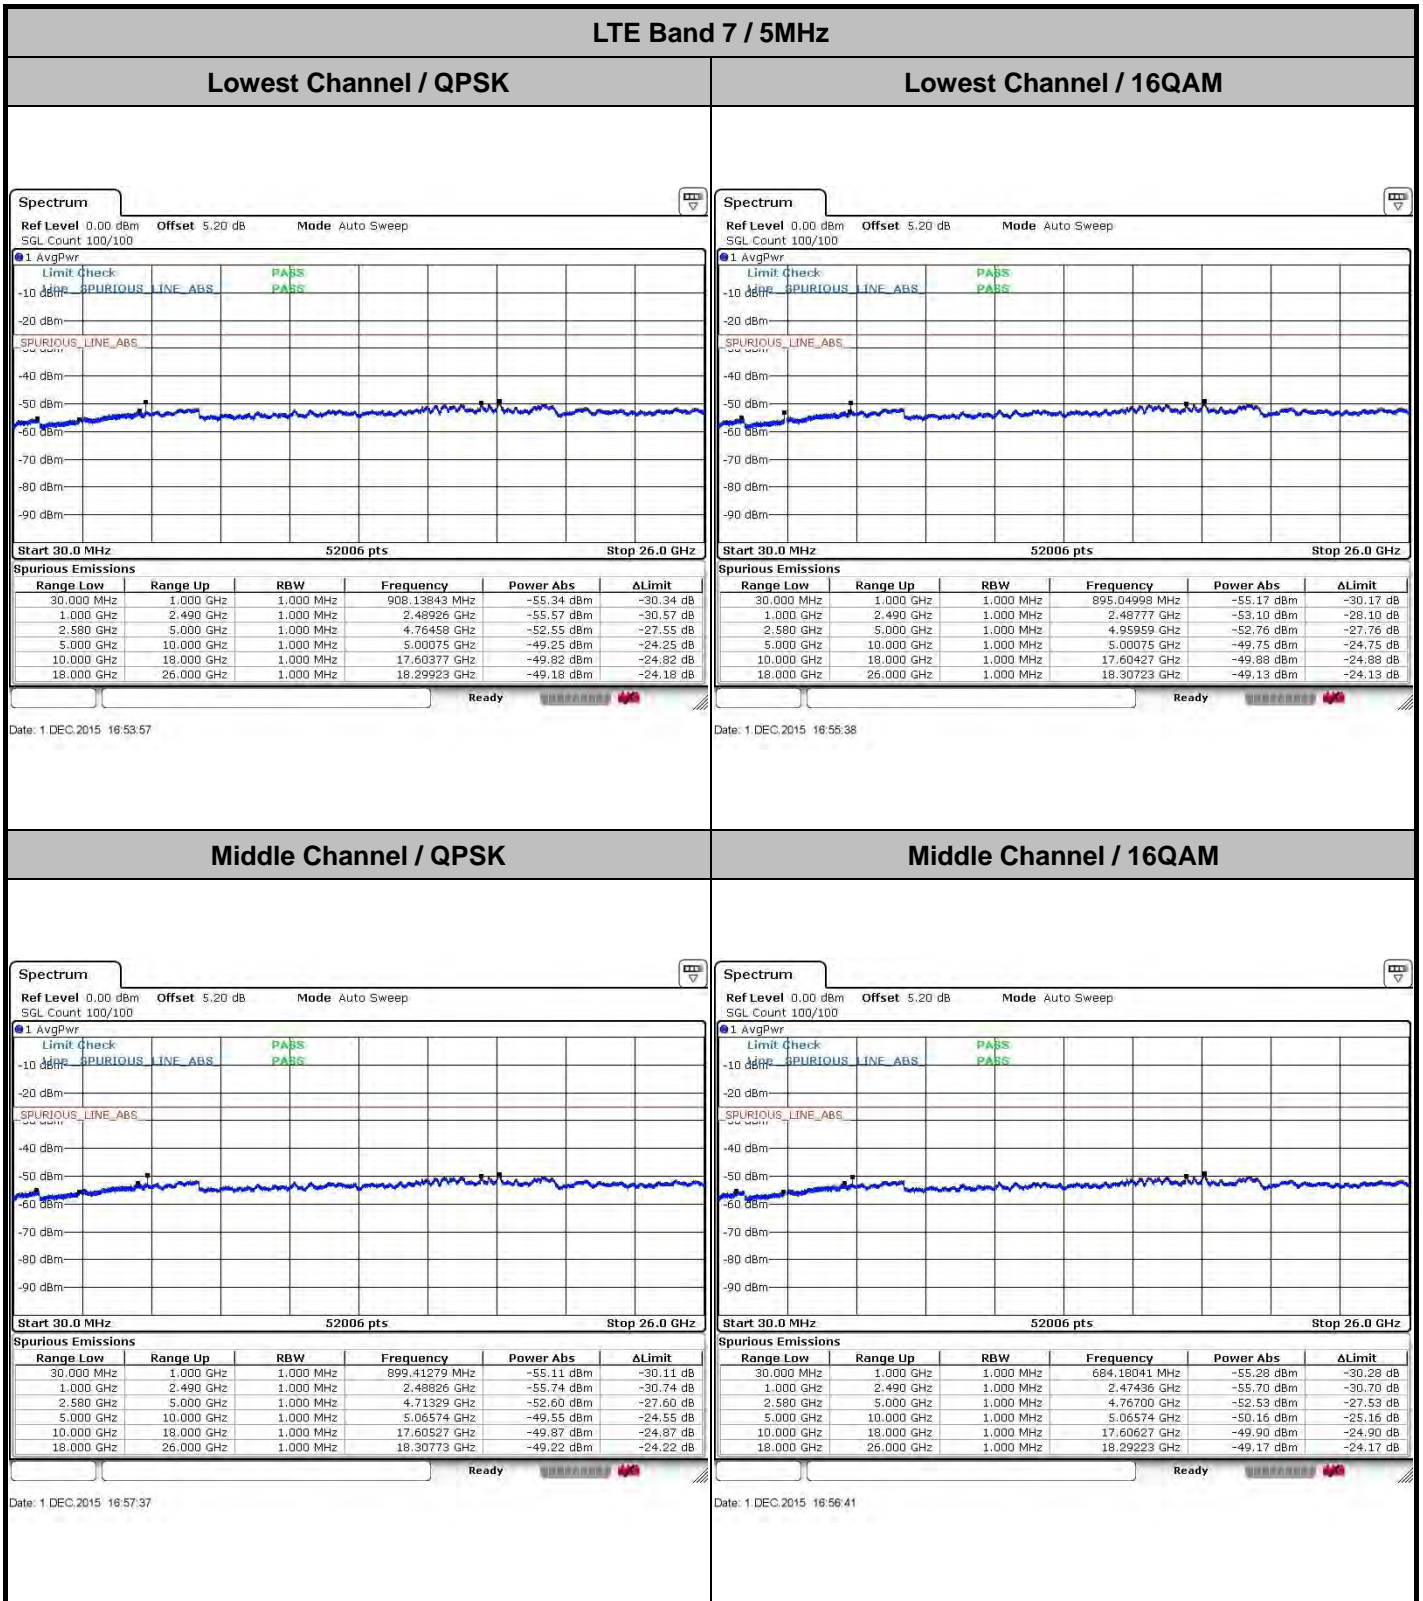 LTE Band 7 / 5MHz
Lowest Channel / QPSK
Lowest Channel / 16QAM
Spectrum
Ref Level 0.00 dBm Offset 5.20 dB Mode Auto Sweep
SGL Count 100/100
1 AvgPwr
Limit Check PASS
Line _SPURIOUS_LINE_ABS_ PASS
-10 dBm
-20 dBm
_SPURIOUS_LINE_ABS_
-30 dBm
-40 dBm
-50 dBm
-60 dBm
-70 dBm
-80 dBm
-90 dBm
Start 30.0 MHz 52006 pts Stop 26.0 GHz
Spurious Emissions
Range Low Range Up RBW Frequency Power Abs ΔLimit
30.000 MHz 1.000 GHz 1.000 MHz 908.13843 MHz -55.34 dBm -30.34 dB
1.000 GHz 2.490 GHz 1.000 MHz 2.48926 GHz -55.57 dBm -30.57 dB
2.580 GHz 5.000 GHz 1.000 MHz 4.76458 GHz -52.55 dBm -27.55 dB
5.000 GHz 10.000 GHz 1.000 MHz 5.00075 GHz -49.25 dBm -24.25 dB
10.000 GHz 18.000 GHz 1.000 MHz 17.60377 GHz -49.82 dBm -24.82 dB
18.000 GHz 26.000 GHz 1.000 MHz 18.29923 GHz -49.18 dBm -24.18 dB
Ready
Date: 1.DEC.2015 16:53:57
Spectrum
Ref Level 0.00 dBm Offset 5.20 dB Mode Auto Sweep
SGL Count 100/100
1 AvgPwr
Limit Check PASS
Line _SPURIOUS_LINE_ABS_ PASS
-10 dBm
-20 dBm
_SPURIOUS_LINE_ABS_
-30 dBm
-40 dBm
-50 dBm
-60 dBm
-70 dBm
-80 dBm
-90 dBm
Start 30.0 MHz 52006 pts Stop 26.0 GHz
Spurious Emissions
Range Low Range Up RBW Frequency Power Abs ΔLimit
30.000 MHz 1.000 GHz 1.000 MHz 895.04998 MHz -55.17 dBm -30.17 dB
1.000 GHz 2.490 GHz 1.000 MHz 2.48777 GHz -53.10 dBm -28.10 dB
2.580 GHz 5.000 GHz 1.000 MHz 4.95959 GHz -52.76 dBm -27.76 dB
5.000 GHz 10.000 GHz 1.000 MHz 5.00075 GHz -49.75 dBm -24.75 dB
10.000 GHz 18.000 GHz 1.000 MHz 17.60427 GHz -49.88 dBm -24.88 dB
18.000 GHz 26.000 GHz 1.000 MHz 18.30723 GHz -49.13 dBm -24.13 dB
Ready
Date: 1.DEC.2015 16:55:38
Middle Channel / QPSK
Middle Channel / 16QAM
Spectrum
Ref Level 0.00 dBm Offset 5.20 dB Mode Auto Sweep
SGL Count 100/100
1 AvgPwr
Limit Check PASS
Line _SPURIOUS_LINE_ABS_ PASS
-10 dBm
-20 dBm
_SPURIOUS_LINE_ABS_
-30 dBm
-40 dBm
-50 dBm
-60 dBm
-70 dBm
-80 dBm
-90 dBm
Start 30.0 MHz 52006 pts Stop 26.0 GHz
Spurious Emissions
Range Low Range Up RBW Frequency Power Abs ΔLimit
30.000 MHz 1.000 GHz 1.000 MHz 899.41279 MHz -55.11 dBm -30.11 dB
1.000 GHz 2.490 GHz 1.000 MHz 2.48826 GHz -55.74 dBm -30.74 dB
2.580 GHz 5.000 GHz 1.000 MHz 4.71329 GHz -52.60 dBm -27.60 dB
5.000 GHz 10.000 GHz 1.000 MHz 5.06574 GHz -49.55 dBm -24.55 dB
10.000 GHz 18.000 GHz 1.000 MHz 17.60527 GHz -49.87 dBm -24.87 dB
18.000 GHz 26.000 GHz 1.000 MHz 18.30773 GHz -49.22 dBm -24.22 dB
Ready
Date: 1.DEC.2015 16:57:37
Spectrum
Ref Level 0.00 dBm Offset 5.20 dB Mode Auto Sweep
SGL Count 100/100
1 AvgPwr
Limit Check PASS
Line _SPURIOUS_LINE_ABS_ PASS
-10 dBm
-20 dBm
_SPURIOUS_LINE_ABS_
-30 dBm
-40 dBm
-50 dBm
-60 dBm
-70 dBm
-80 dBm
-90 dBm
Start 30.0 MHz 52006 pts Stop 26.0 GHz
Spurious Emissions
Range Low Range Up RBW Frequency Power Abs ΔLimit
30.000 MHz 1.000 GHz 1.000 MHz 684.18041 MHz -55.28 dBm -30.28 dB
1.000 GHz 2.490 GHz 1.000 MHz 2.47436 GHz -55.70 dBm -30.70 dB
2.580 GHz 5.000 GHz 1.000 MHz 4.76700 GHz -52.53 dBm -27.53 dB
5.000 GHz 10.000 GHz 1.000 MHz 5.06574 GHz -50.16 dBm -25.16 dB
10.000 GHz 18.000 GHz 1.000 MHz 17.60627 GHz -49.90 dBm -24.90 dB
18.000 GHz 26.000 GHz 1.000 MHz 18.29223 GHz -49.17 dBm -24.17 dB
Ready
Date: 1.DEC.2015 16:56:41